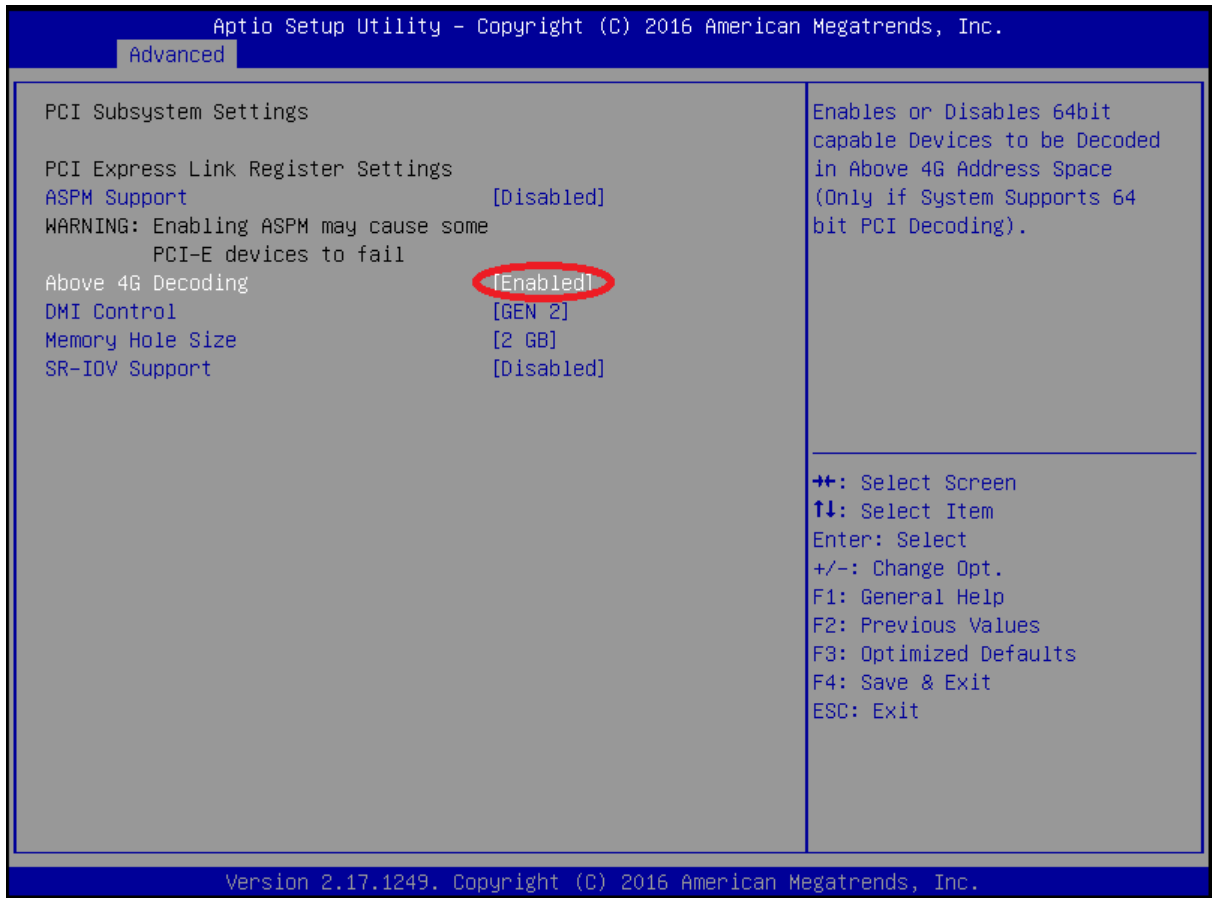 Aptio Setup Utility – Copyright (C) 2016 American Megatrends, Inc.
Advanced
PCI Subsystem Settings
PCI Express Link Register Settings
ASPM Support [Disabled]
WARNING: Enabling ASPM may cause some
PCI-E devices to fail
Above 4G Decoding [Enabled]
DMI Control [GEN 2]
Memory Hole Size [2 GB]
SR-IOV Support [Disabled]
Enables or Disables 64bit
capable Devices to be Decoded
in Above 4G Address Space
(Only if System Supports 64
bit PCI Decoding).
→←: Select Screen
↑↓: Select Item
Enter: Select
+/-: Change Opt.
F1: General Help
F2: Previous Values
F3: Optimized Defaults
F4: Save & Exit
ESC: Exit
Version 2.17.1249. Copyright (C) 2016 American Megatrends, Inc.